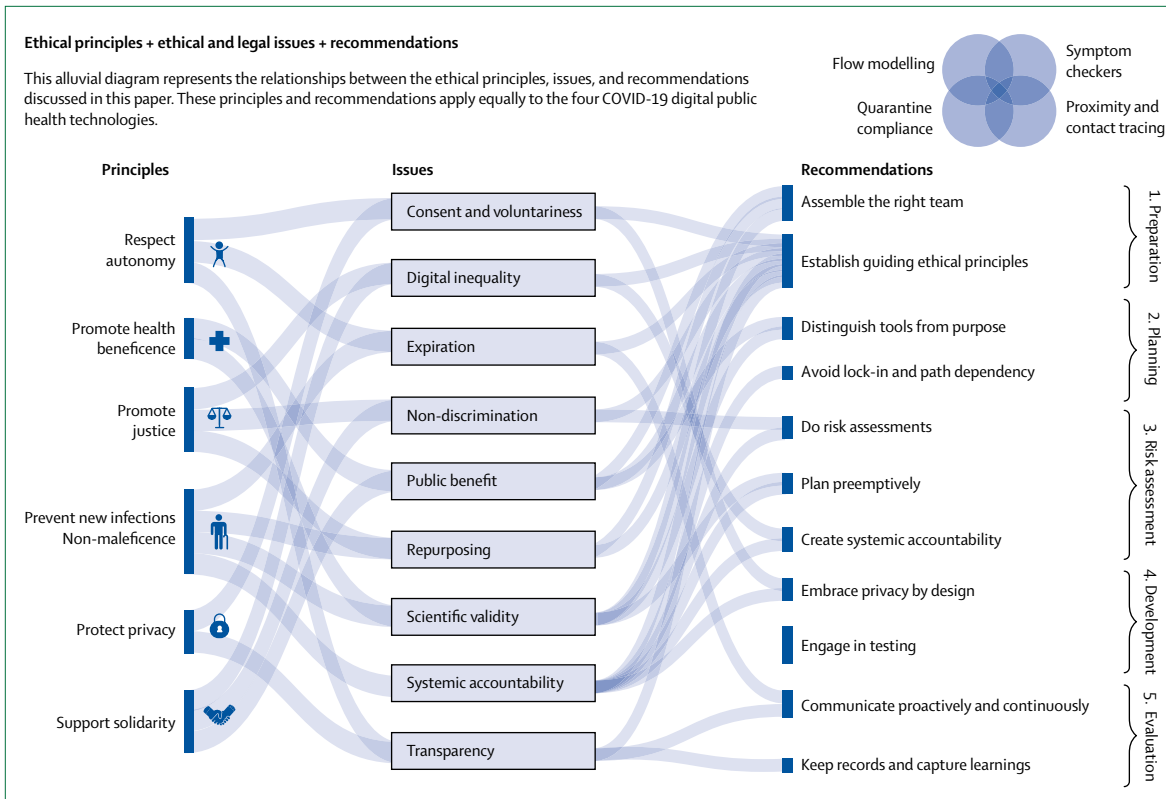 Ethical principles + ethical and legal issues + recommendations
This alluvial diagram represents the relationships between the ethical principles, issues, and recommendations
discussed in this paper. These principles and recommendations apply equally to the four COVID-19 digital public
health technologies.
Flow modelling
Symptom
checkers
Quarantine
compliance
Proximity and
contact tracing
Principles
Respect
autonomy
Promote health
beneficence
Promote
justice
Prevent new infections
Non-maleficence
Protect privacy
Support solidarity
Issues
Consent and voluntariness
Digital inequality
Expiration
Non-discrimination
Public benefit
Repurposing
Scientific validity
Systemic accountability
Transparency
Recommendations
Assemble the right team
Establish guiding ethical principles
Distinguish tools from purpose
Avoid lock-in and path dependency
Do risk assessments
Plan preemptively
Create systemic accountability
Embrace privacy by design
Engage in testing
Communicate proactively and continuously
Keep records and capture learnings
1. Preparation
2. Planning
3. Risk assessment
4. Development
5. Evaluation